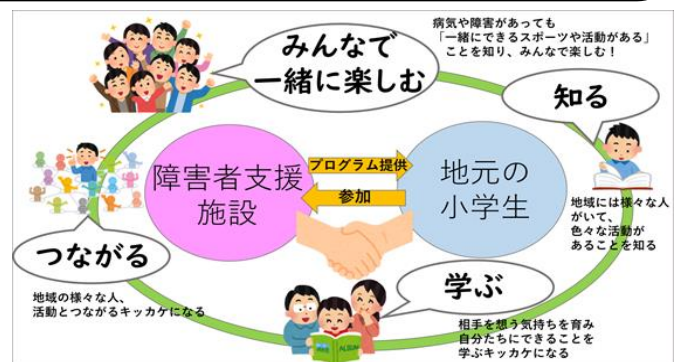 病気や障害があっても
「一緒にできるスポーツや活動がある」
ことを知り、みんなで楽しむ！
みんなで
一緒に楽しむ
知る
地域には様々な人
がいて、
色々な活動が
あることを知る
障害者支援
施設
プログラム提供
参加
地元の
小学生
つながる
地域の様々な人、
活動とつながるキッカケになる
学ぶ
相手を想う気持ちを育み
自分たちにできることを
学ぶキッカケになる
ALBUM